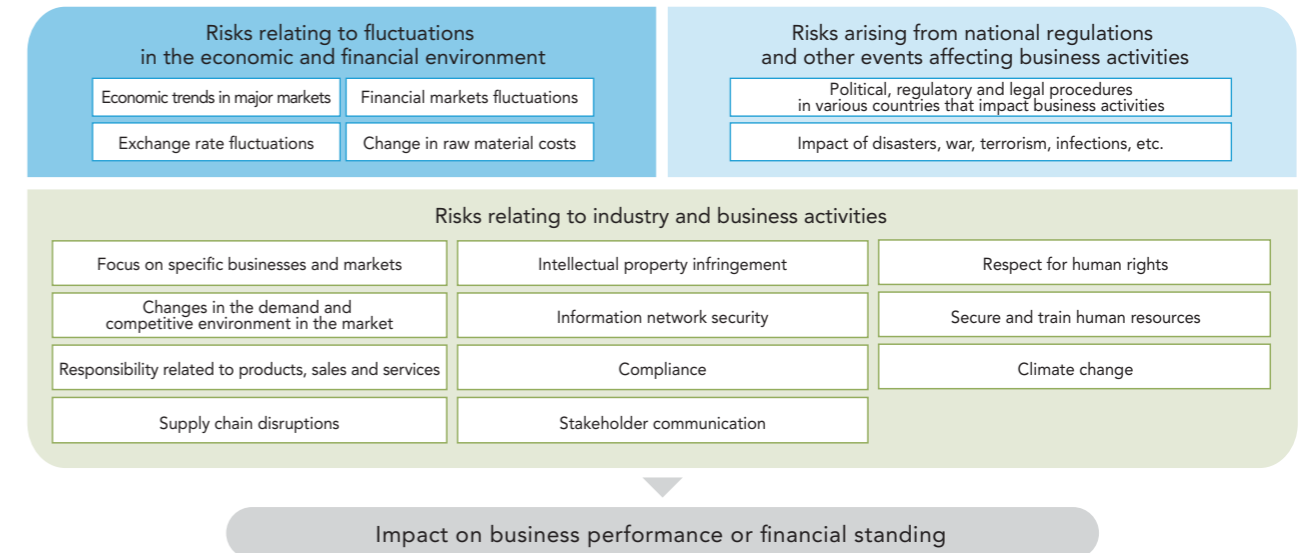 Risks relating to fluctuations
in the economic and financial environment
Economic trends in major markets
Financial markets fluctuations
Exchange rate fluctuations
Change in raw material costs
Risks arising from national regulations
and other events affecting business activities
Political, regulatory and legal procedures
in various countries that impact business activities
Impact of disasters, war, terrorism, infections, etc.
Risks relating to industry and business activities
Focus on specific businesses and markets
Changes in the demand and
competitive environment in the market
Responsibility related to products, sales and services
Supply chain disruptions
Intellectual property infringement
Information network security
Compliance
Stakeholder communication
Respect for human rights
Secure and train human resources
Climate change
Impact on business performance or financial standing